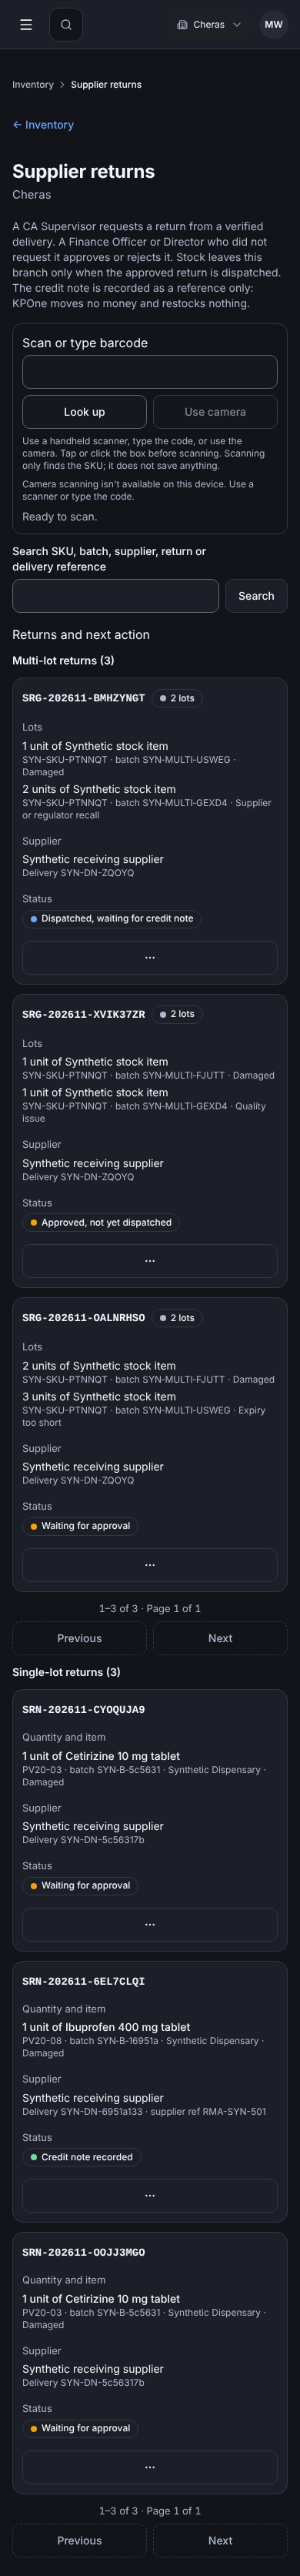 Cheras
MW
Inventory > Supplier returns
← Inventory
Supplier returns
Cheras
A CA Supervisor requests a return from a verified
delivery. A Finance Officer or Director who did not
request it approves or rejects it. Stock leaves this
branch only when the approved return is dispatched.
The credit note is recorded as a reference only:
KPOne moves no money and restocks nothing.
Scan or type barcode
Look up
Use camera
Use a handheld scanner, type the code, or use the
camera. Tap or click the box before scanning. Scanning
only finds the SKU; it does not save anything.
Camera scanning isn't available on this device. Use a
scanner or type the code.
Ready to scan.
Search SKU, batch, supplier, return or
delivery reference
Search
Returns and next action
Multi-lot returns (3)
SRG-202611-BMHZYNGT
2 lots
Lots
1 unit of Synthetic stock item
SYN-SKU-PTNNQT · batch SYN-MULTI-USWEG ·
Damaged
2 units of Synthetic stock item
SYN-SKU-PTNNQT · batch SYN-MULTI-GEXD4 · Supplier
or regulator recall
Supplier
Synthetic receiving supplier
Delivery SYN-DN-ZQOYQ
Status
Dispatched, waiting for credit note
...
SRG-202611-XVIK37ZR
2 lots
Lots
1 unit of Synthetic stock item
SYN-SKU-PTNNQT · batch SYN-MULTI-FJUTT · Damaged
1 unit of Synthetic stock item
SYN-SKU-PTNNQT · batch SYN-MULTI-GEXD4 · Quality
issue
Supplier
Synthetic receiving supplier
Delivery SYN-DN-ZQOYQ
Status
Approved, not yet dispatched
...
SRG-202611-OALNRHSO
2 lots
Lots
2 units of Synthetic stock item
SYN-SKU-PTNNQT · batch SYN-MULTI-FJUTT · Damaged
3 units of Synthetic stock item
SYN-SKU-PTNNQT · batch SYN-MULTI-USWEG · Expiry
too short
Supplier
Synthetic receiving supplier
Delivery SYN-DN-ZQOYQ
Status
Waiting for approval
...
1–3 of 3 · Page 1 of 1
Previous
Next
Single-lot returns (3)
SRN-202611-CYOQUJA9
Quantity and item
1 unit of Cetirizine 10 mg tablet
PV20-03 · batch SYN-B-5c5631 · Synthetic Dispensary ·
Damaged
Supplier
Synthetic receiving supplier
Delivery SYN-DN-5c56317b
Status
Waiting for approval
...
SRN-202611-6EL7CLQI
Quantity and item
1 unit of Ibuprofen 400 mg tablet
PV20-08 · batch SYN-B-16951a · Synthetic Dispensary ·
Damaged
Supplier
Synthetic receiving supplier
Delivery SYN-DN-6951a133 · supplier ref RMA-SYN-501
Status
Credit note recorded
...
SRN-202611-OOJJ3MGO
Quantity and item
1 unit of Cetirizine 10 mg tablet
PV20-03 · batch SYN-B-5c5631 · Synthetic Dispensary ·
Damaged
Supplier
Synthetic receiving supplier
Delivery SYN-DN-5c56317b
Status
Waiting for approval
...
1–3 of 3 · Page 1 of 1
Previous
Next